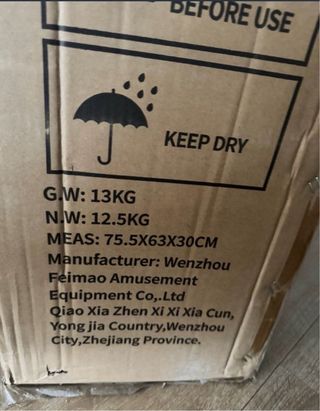 BEFORE USE
KEEP DRY
G.W: 13KG
N.W: 12.5KG
MEAS: 75.5X63X30CM
Manufacturer: Wenzhou
Feimao Amusement
Equipment Co,.Ltd
Qiao Xia Zhen Xi Xi Xia Cun,
Yong jia Country,Wenzhou
City,Zhejiang Province.